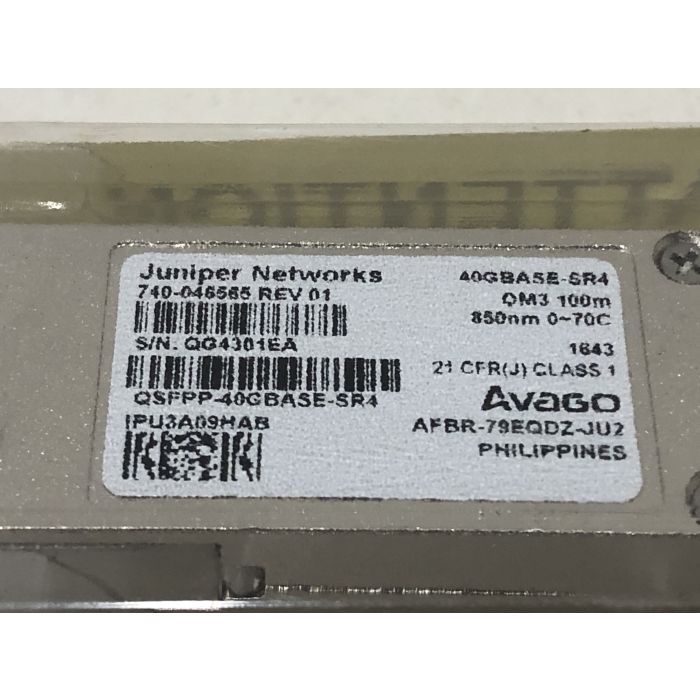 ATTENTION
Juniper Networks
740-046565 REV 01
S/N. QG4301EA
QSFPP-40GBASE-SR4
IPU3A09HAB
40GBASE-SR4
OM3 100m
850nm 0~70C
1643
21 CFR(J) CLASS 1
AVAGO
AFBR-79EQDZ-JU2
PHILIPPINES